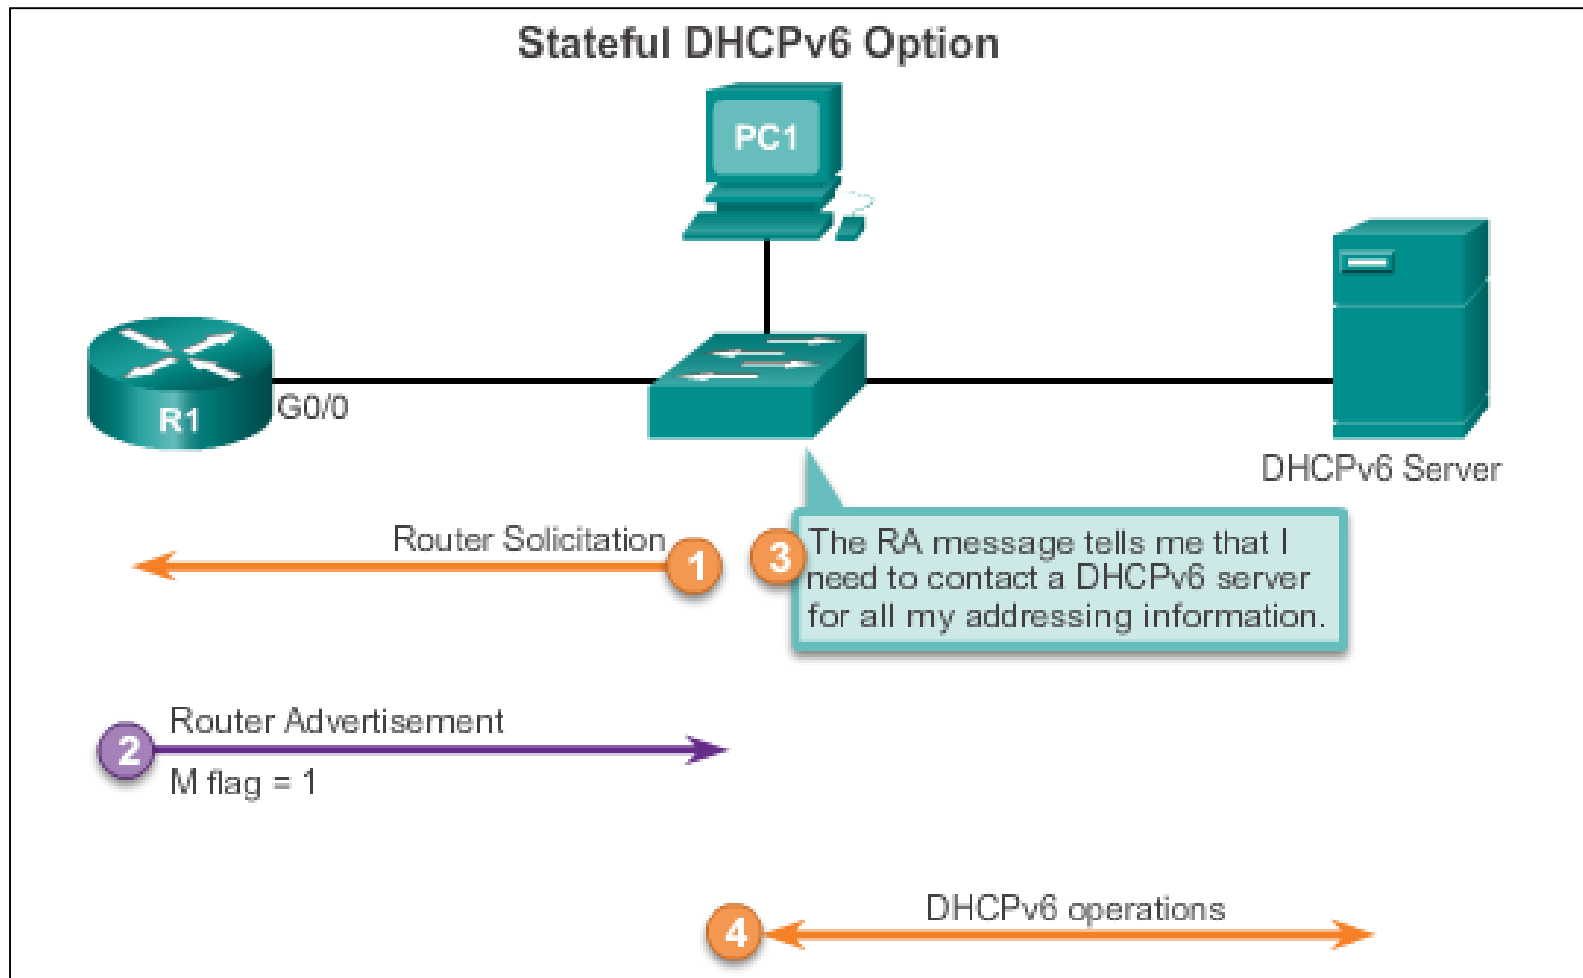 Stateful DHCPv6 Option
PC1
R1
G0/0
DHCPv6 Server
Router Solicitation
1
3
The RA message tells me that I
need to contact a DHCPv6 server
for all my addressing information.
2
Router Advertisement
M flag = 1
4
DHCPv6 operations